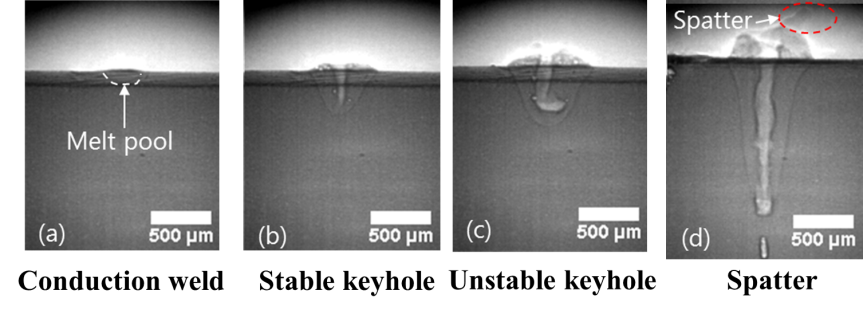 Spatter
Melt pool
(a)
500 µm
(b)
500 µm
(c)
500 µm
(d)
500 µm
Conduction weld
Stable keyhole
Unstable keyhole
Spatter